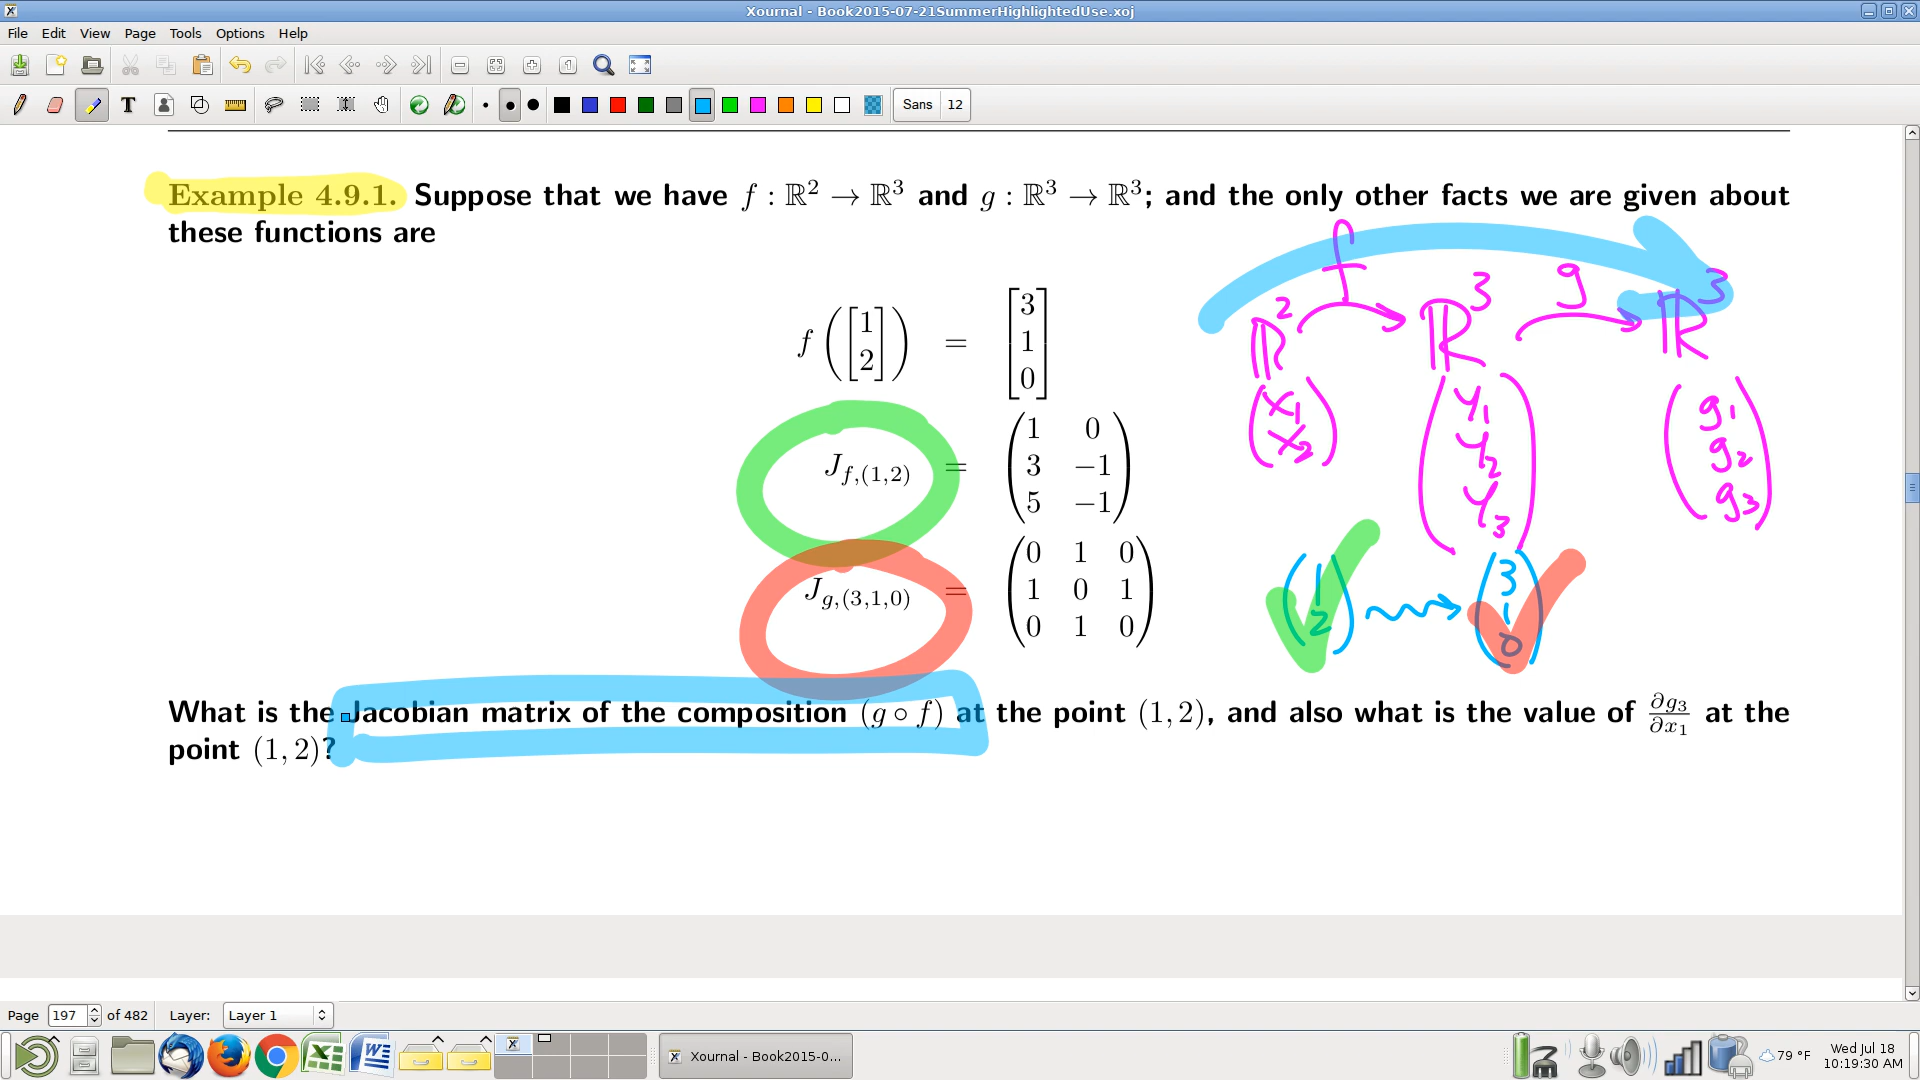 Xournal - Book2015-07-21SummerHighlightedUse.xoj
File Edit View Page Tools Options Help
Sans 12
Example 4.9.1. Suppose that we have f : ℝ² → ℝ³ and g : ℝ³ → ℝ³; and the only other facts we are given about
these functions are
f ([1 2]) = [3 1 0]
J_{f,(1,2)} = (1 0
3 −1
5 −1)
J_{g,(3,1,0)} = (0 1 0
1 0 1
0 1 0)
f g
ℝ² ℝ³ ℝ³
(x₁ x₂) (y₁ y₂ y₃) (g₁ g₂ g₃)
(1 2) (3 1 0)
What is the Jacobian matrix of the composition (g ∘ f) at the point (1, 2), and also what is the value of ∂g₃/∂x₁ at the
point (1, 2)?
Page 197 of 482 Layer: Layer 1
Xournal - Book2015-0...
79 °F
Wed Jul 18
10:19:30 AM